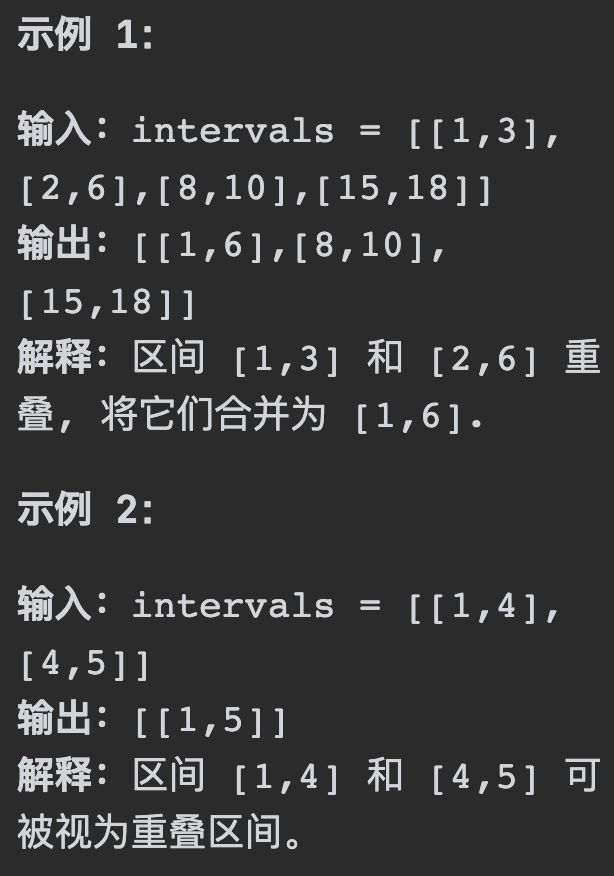 示例 1:
输入: intervals = [[1,3],
[2,6],[8,10],[15,18]]
输出: [[1,6],[8,10],
[15,18]]
解释: 区间 [1,3] 和 [2,6] 重
叠, 将它们合并为 [1,6].
示例 2:
输入: intervals = [[1,4],
[4,5]]
输出: [[1,5]]
解释: 区间 [1,4] 和 [4,5] 可
被视为重叠区间。